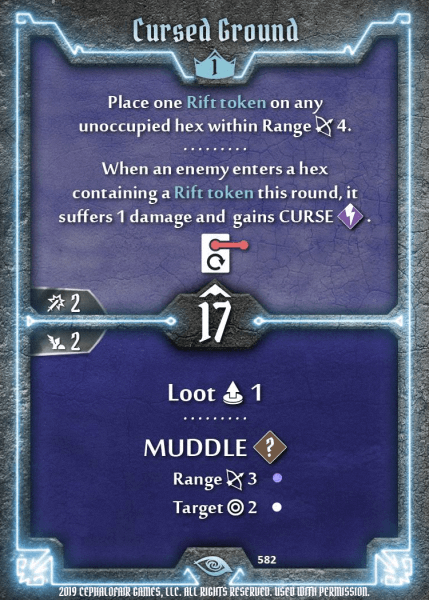 Cursed Ground
1
Place one Rift token on any
unoccupied hex within Range 4.
.........
When an enemy enters a hex
containing a Rift token this round, it
suffers 1 damage and gains CURSE .
2
17
2
Loot 1
.........
MUDDLE ?
Range 3
Target 2
582
2019 CEPHALOFAIR GAMES, LLC. ALL RIGHTS RESERVED. USED WITH PERMISSION.